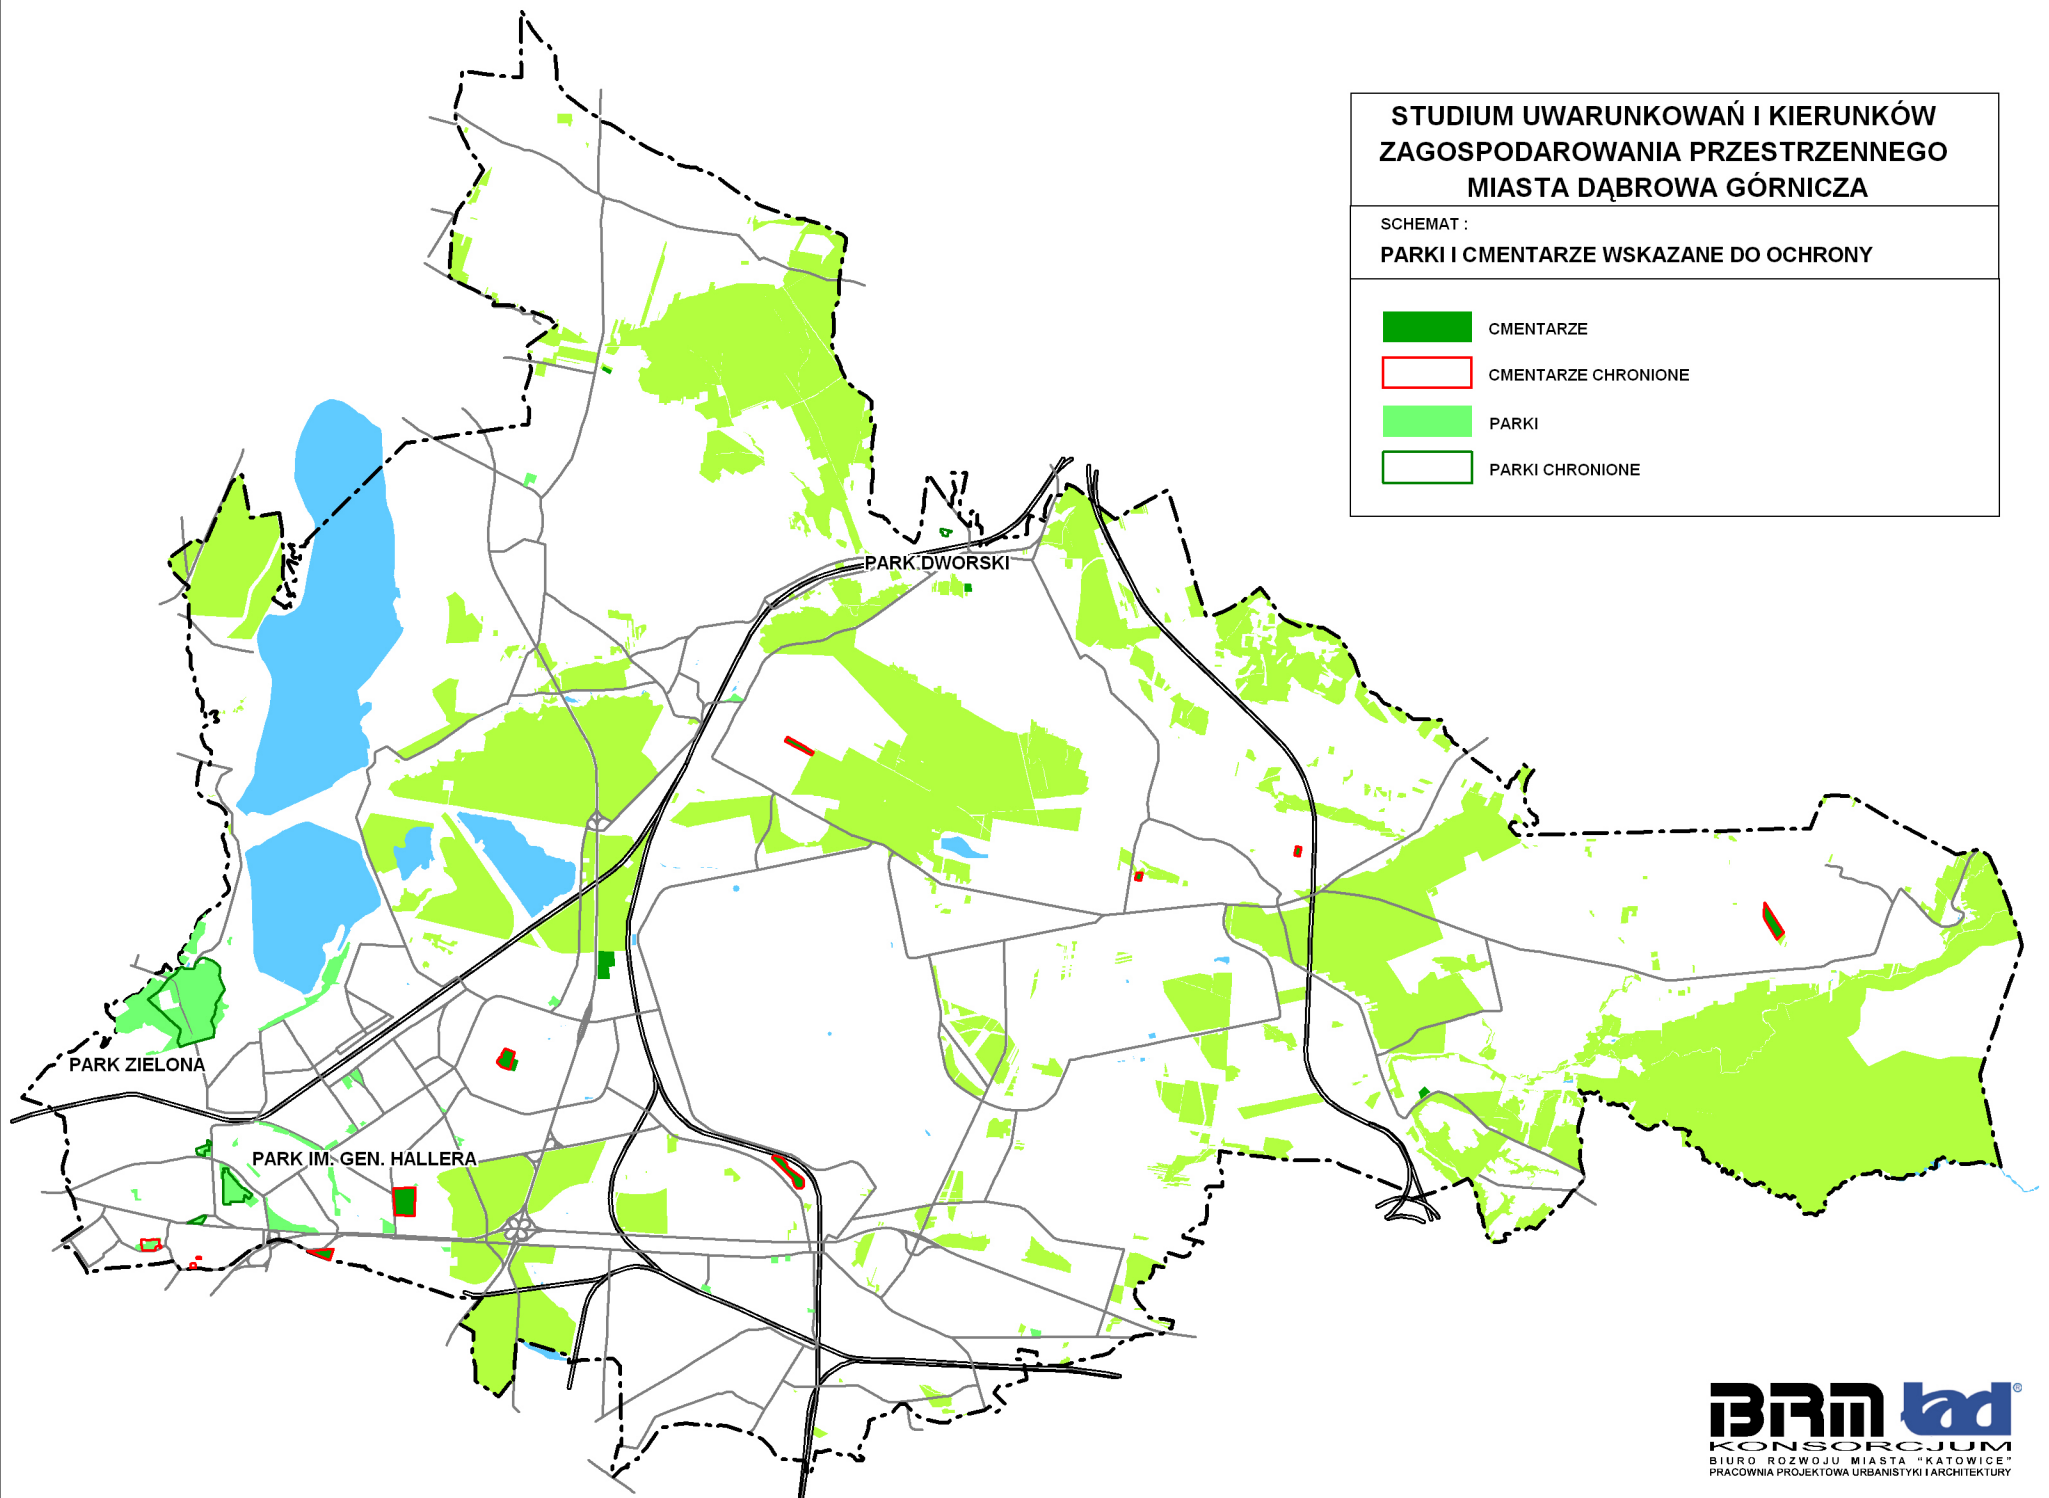 STUDIUM UWARUNKOWAŃ I KIERUNKÓW
ZAGOSPODAROWANIA PRZESTRZENNEGO
MIASTA DĄBROWA GÓRNICZA
SCHEMAT :
PARKI I CMENTARZE WSKAZANE DO OCHRONY
CMENTARZE
CMENTARZE CHRONIONE
PARKI
PARKI CHRONIONE
PARK DWORSKI
PARK ZIELONA
PARK IM. GEN. HALLERA
BRM tad®
KONSORCJUM
BIURO ROZWOJU MIASTA "KATOWICE"
PRACOWNIA PROJEKTOWA URBANISTYKI I ARCHITEKTURY